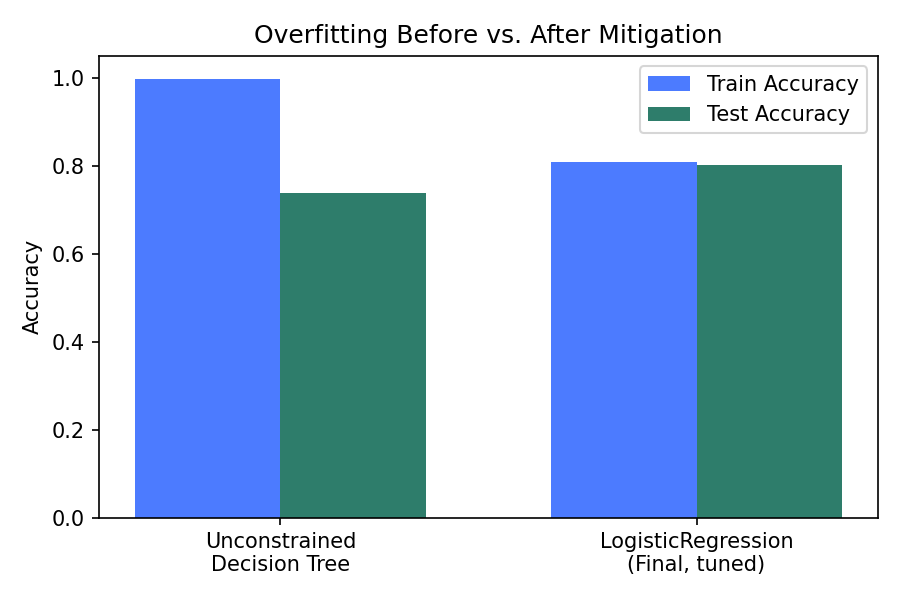 Overfitting Before vs. After Mitigation
Train Accuracy
Test Accuracy
Accuracy
1.0
0.8
0.6
0.4
0.2
0.0
Unconstrained
Decision Tree
LogisticRegression
(Final, tuned)